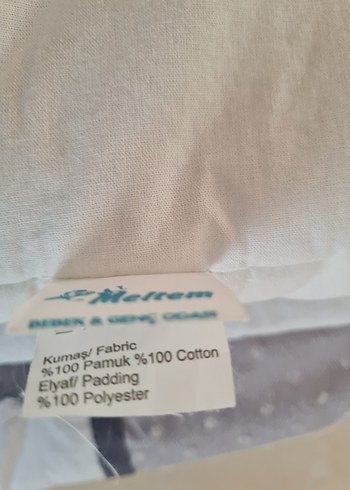 Meltem
BEBEK & GENÇ ODASI
Kumaş/ Fabric
%100 Pamuk %100 Cotton
Elyaf/ Padding
%100 Polyester